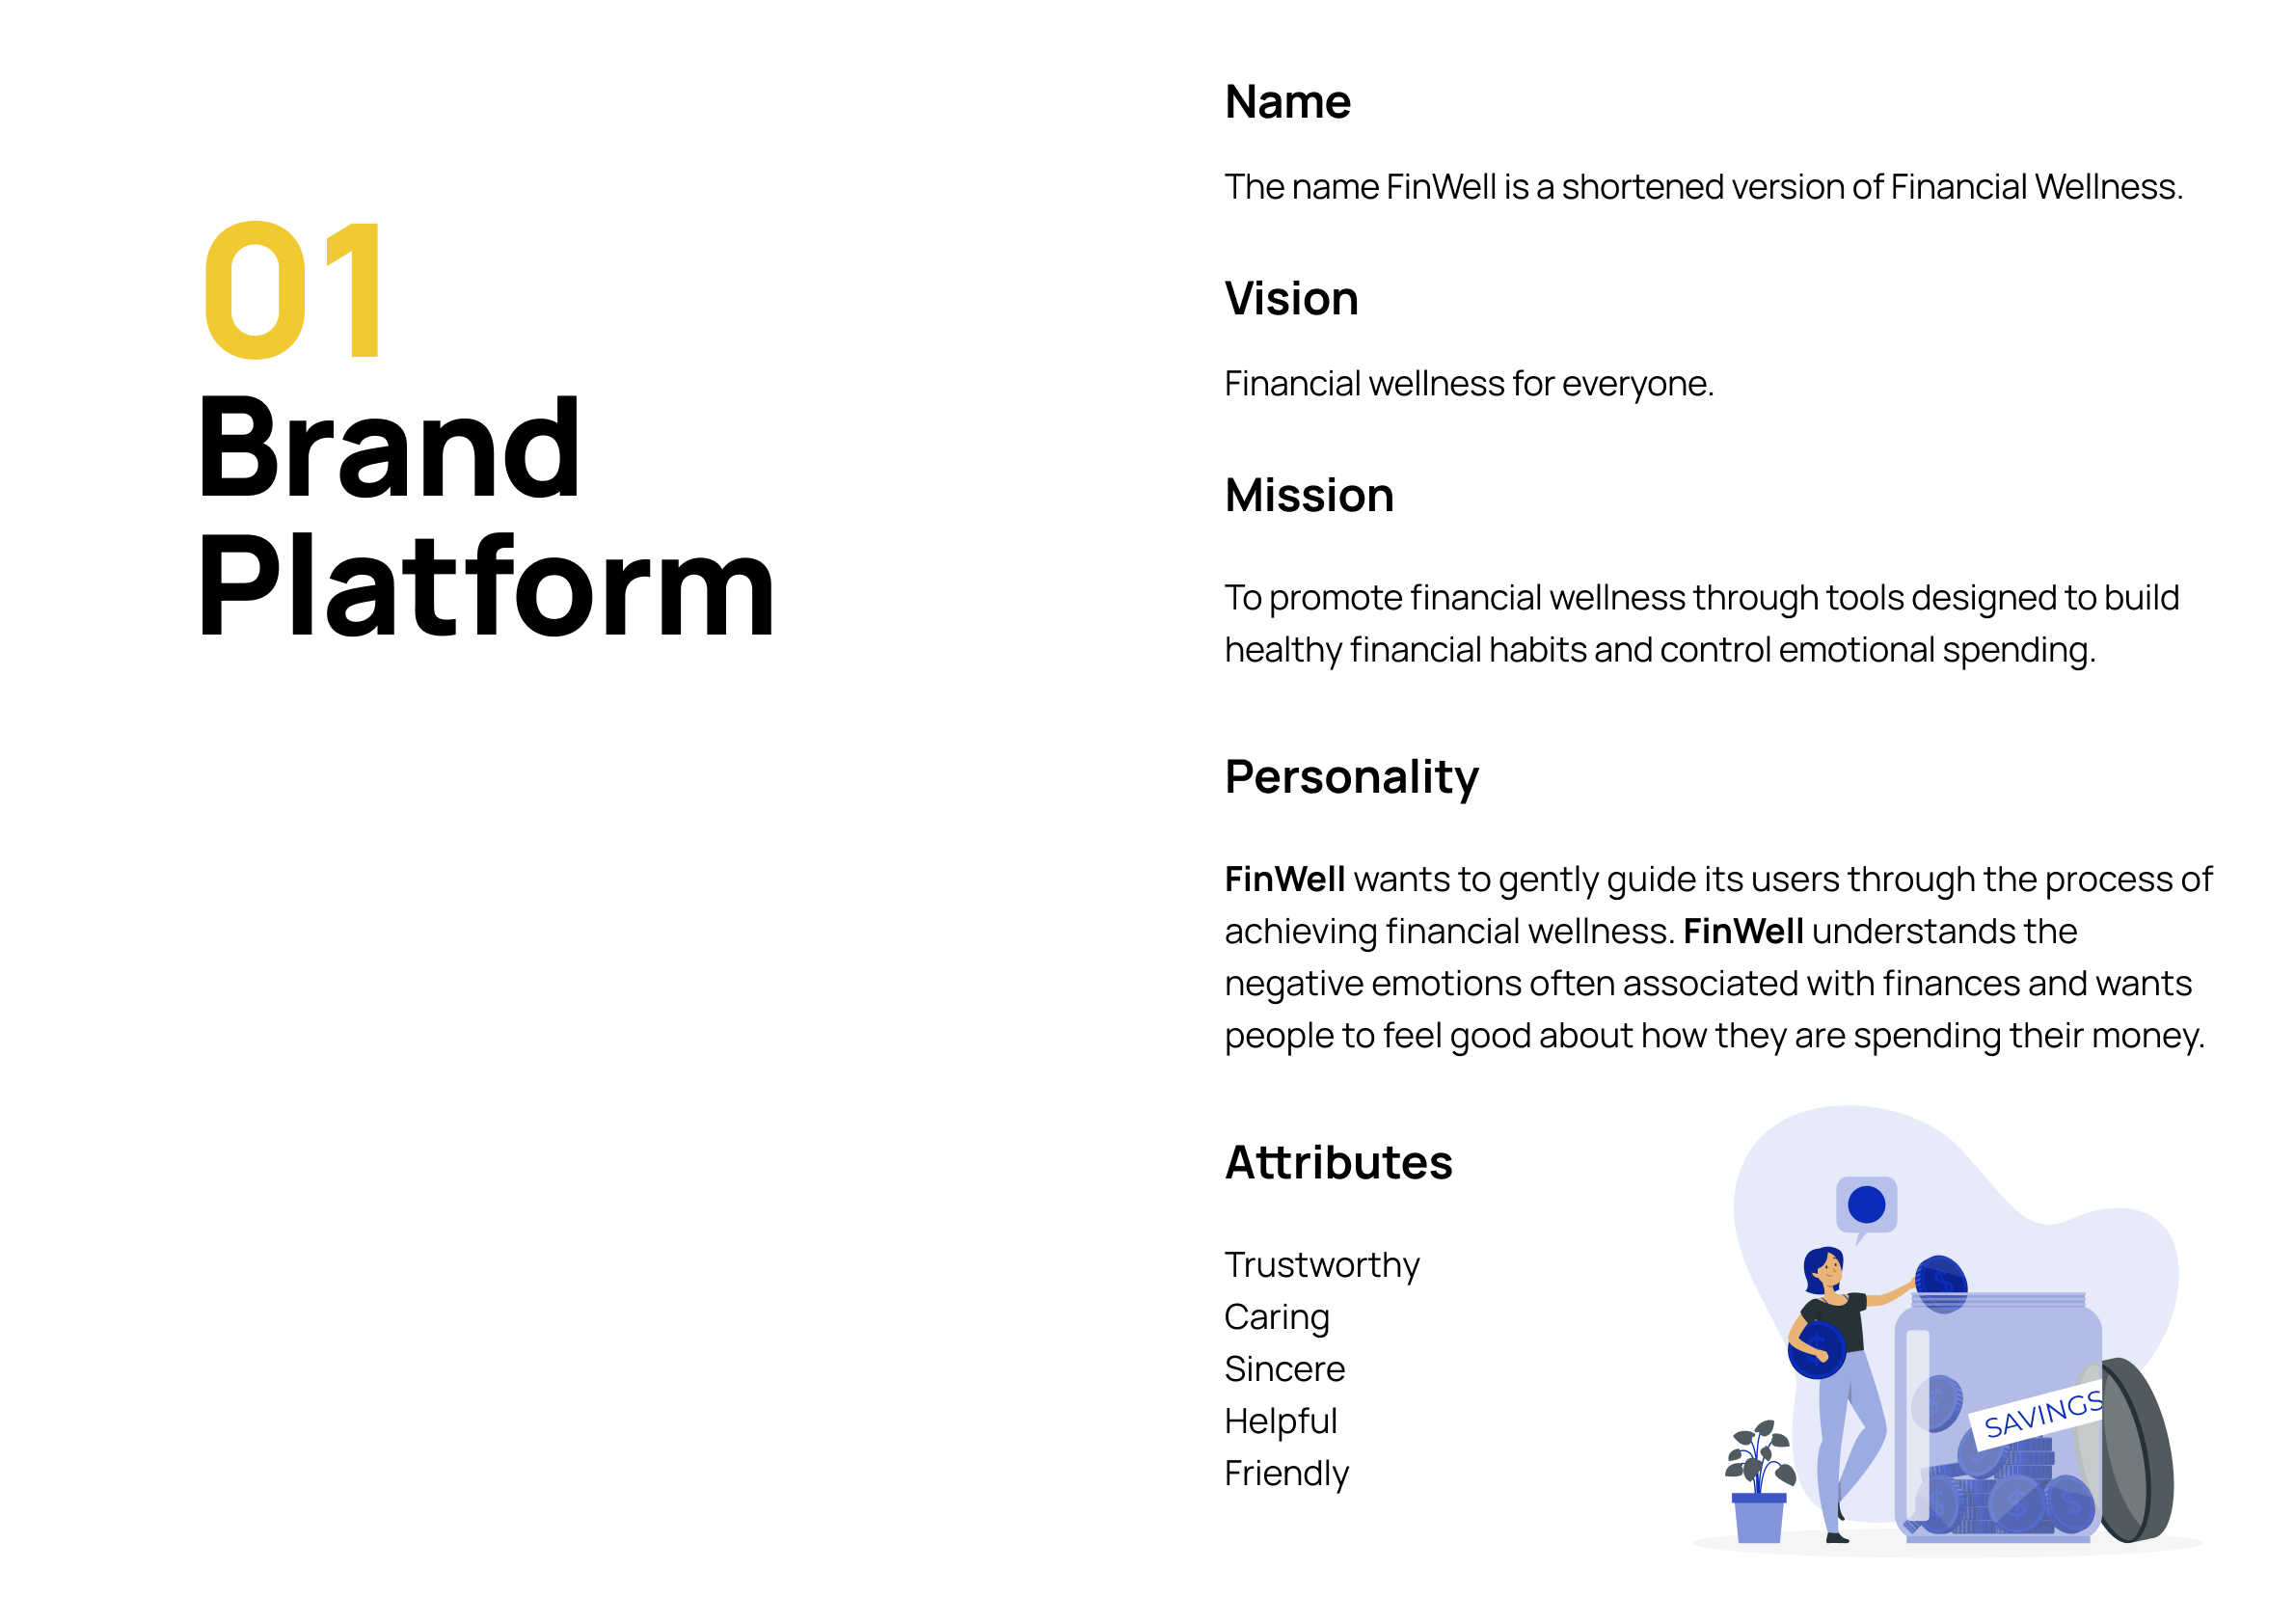 01
Brand
Platform
Name
The name FinWell is a shortened version of Financial Wellness.
Vision
Financial wellness for everyone.
Mission
To promote financial wellness through tools designed to build
healthy financial habits and control emotional spending.
Personality
FinWell wants to gently guide its users through the process of
achieving financial wellness. FinWell understands the
negative emotions often associated with finances and wants
people to feel good about how they are spending their money.
Attributes
Trustworthy
Caring
Sincere
Helpful
Friendly
$
$
$
SAVINGS
$
$
$